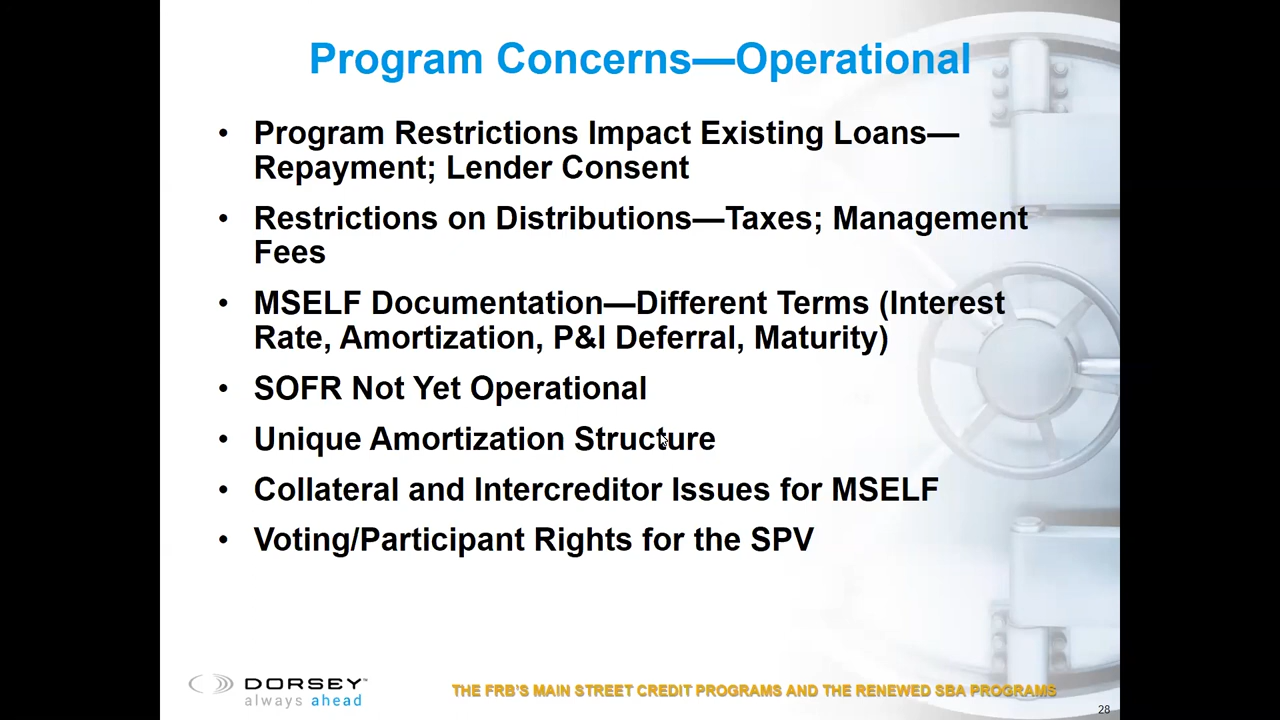 Program Concerns—Operational
• Program Restrictions Impact Existing Loans—
Repayment; Lender Consent
• Restrictions on Distributions—Taxes; Management
Fees
• MSELF Documentation—Different Terms (Interest
Rate, Amortization, P&I Deferral, Maturity)
• SOFR Not Yet Operational
• Unique Amortization Structure
• Collateral and Intercreditor Issues for MSELF
• Voting/Participant Rights for the SPV
DORSEY™
always ahead
THE FRB'S MAIN STREET CREDIT PROGRAMS AND THE RENEWED SBA PROGRAMS
28